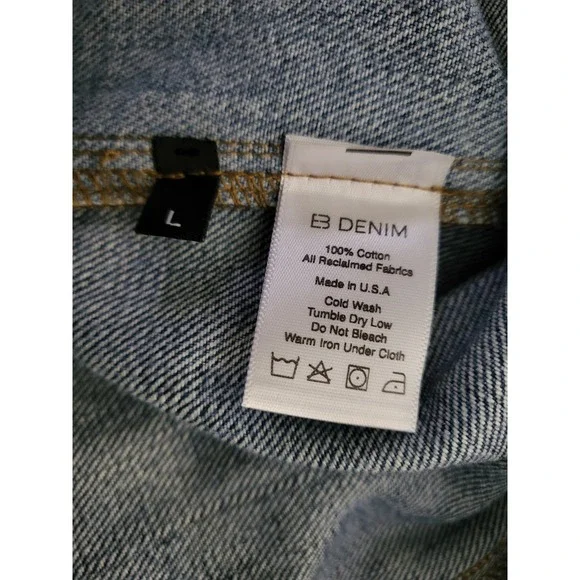 L
EB DENIM
100% Cotton
All Reclaimed Fabrics
Made in U.S.A
Cold Wash
Tumble Dry Low
Do Not Bleach
Warm Iron Under Cloth